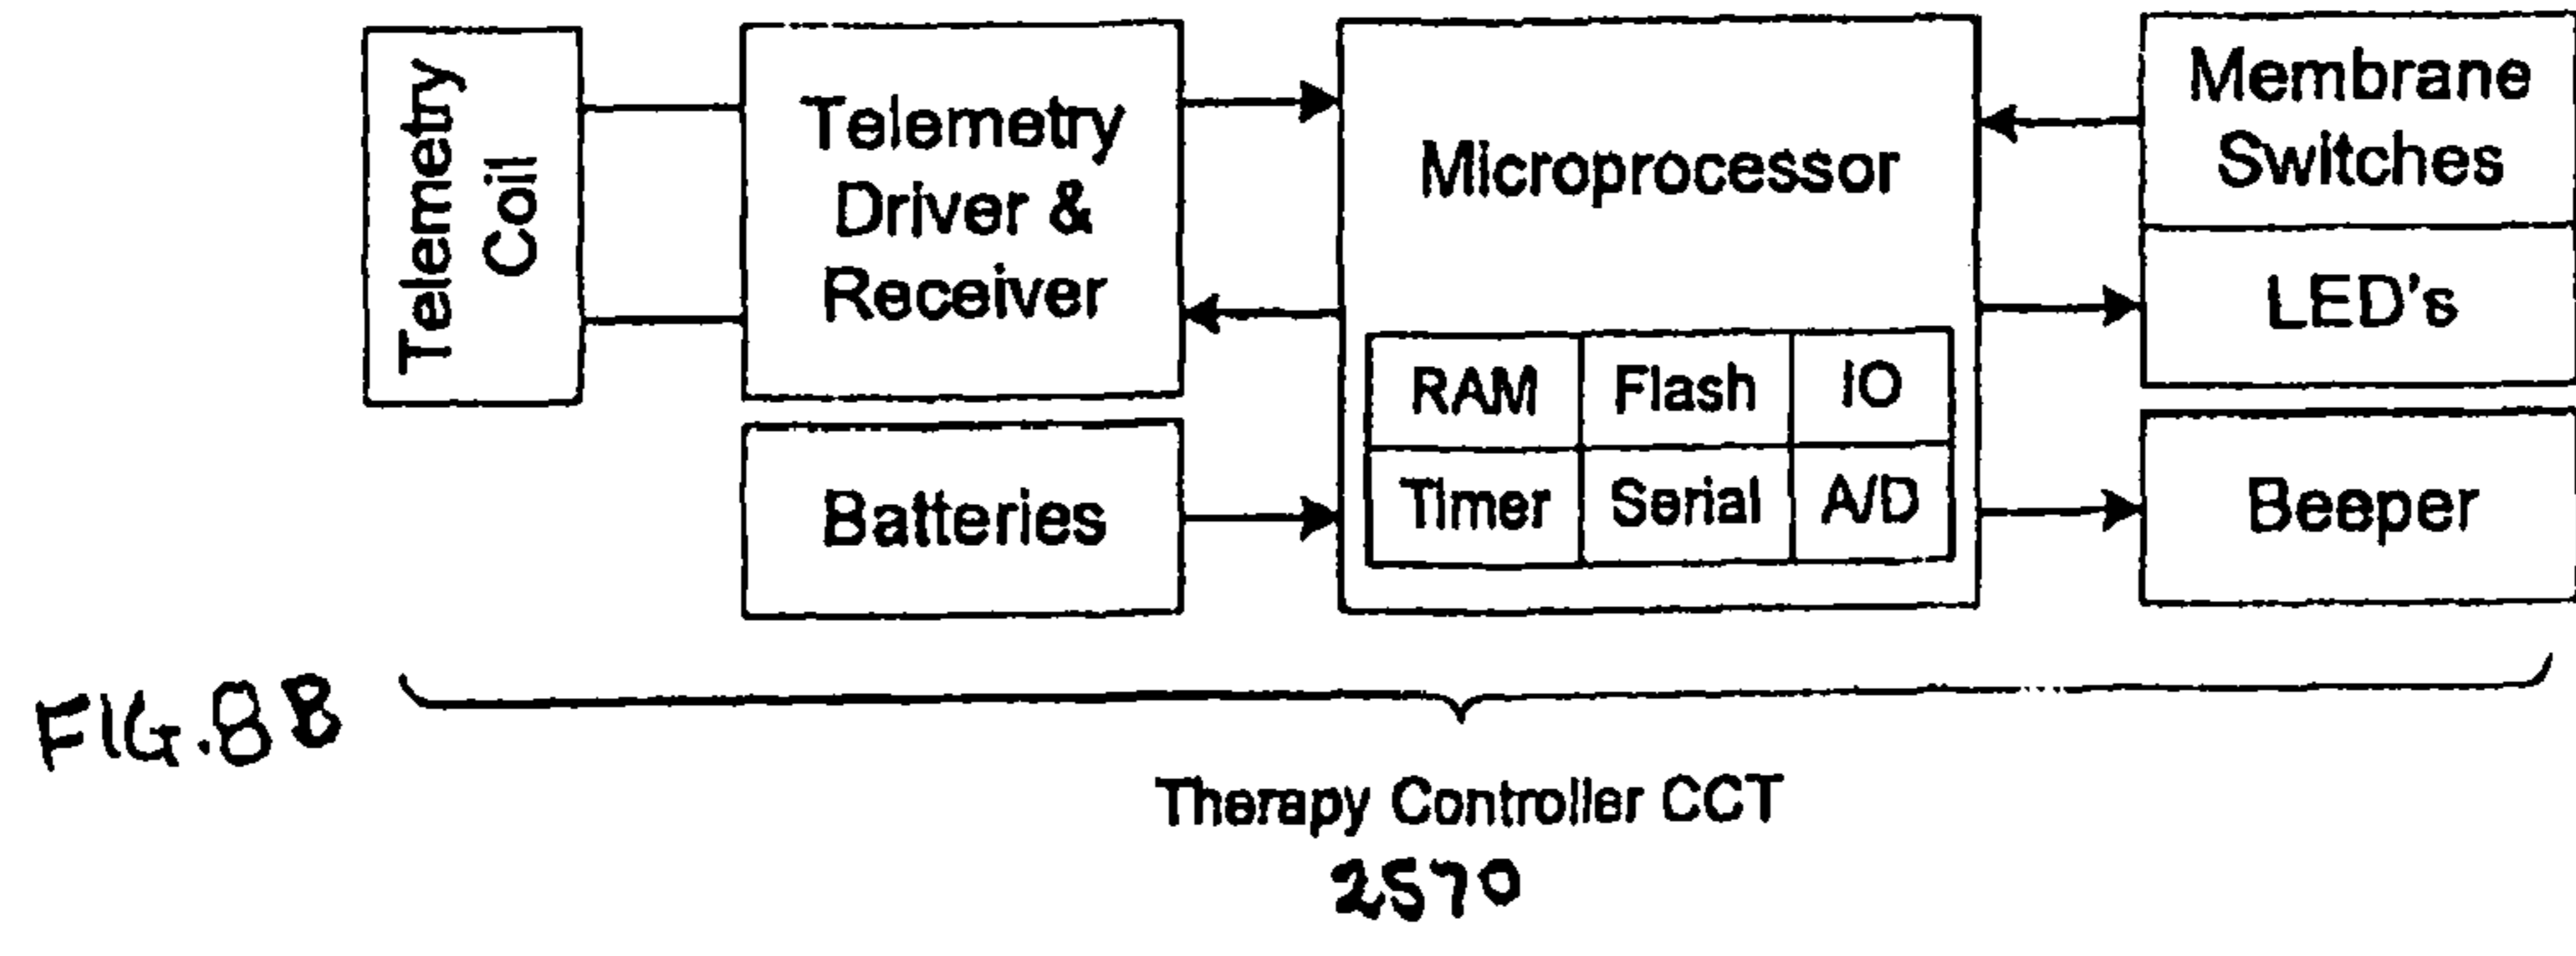 Telemetry
Coil
Telemetry
Driver &
Receiver
Batteries
Microprocessor
RAM Flash IO
Timer Serial A/D
Membrane
Switches
LED's
Beeper
FIG.8B
Therapy Controller CCT
2570